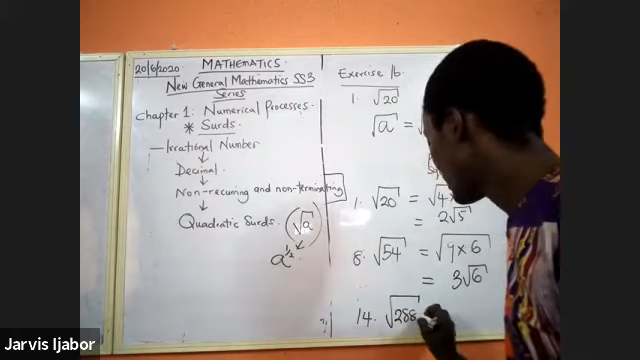 20/6/2020
MATHEMATICS
New General Mathematics SS3
Series
Chapter 1: Numerical Processes.
* Surds
– Irrational Number
↓
Decimal.
↓
Non-recurring and non-terminating
↓
Quadratic Surds. (√a)
a^½
Exercise 1b
1. √20
√a =
1. √20 = √4×
= 2√5
8. √54 = √9×6
= 3√6
14. √288
Jarvis Ijabor